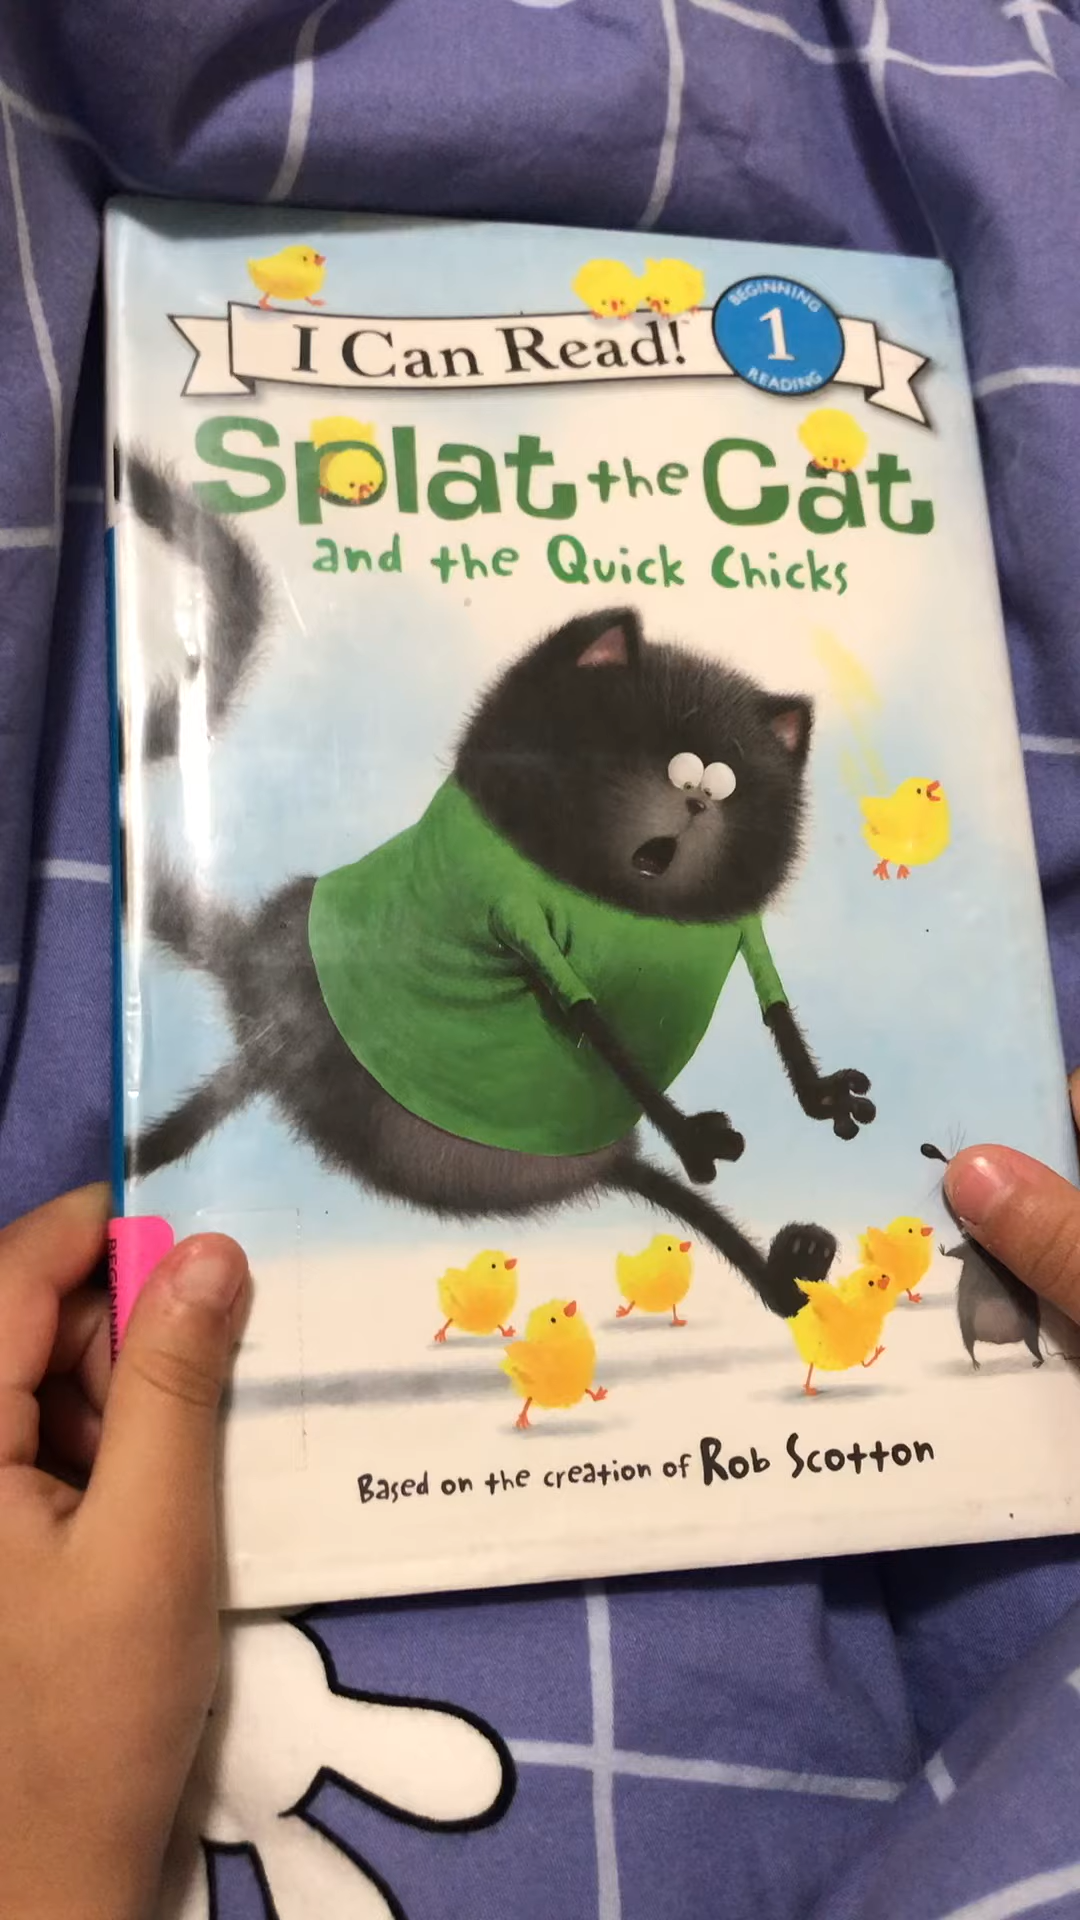 I Can Read!
BEGINNING
1
READING
Splat the Cat
and the Quick Chicks
Based on the creation of Rob Scotton